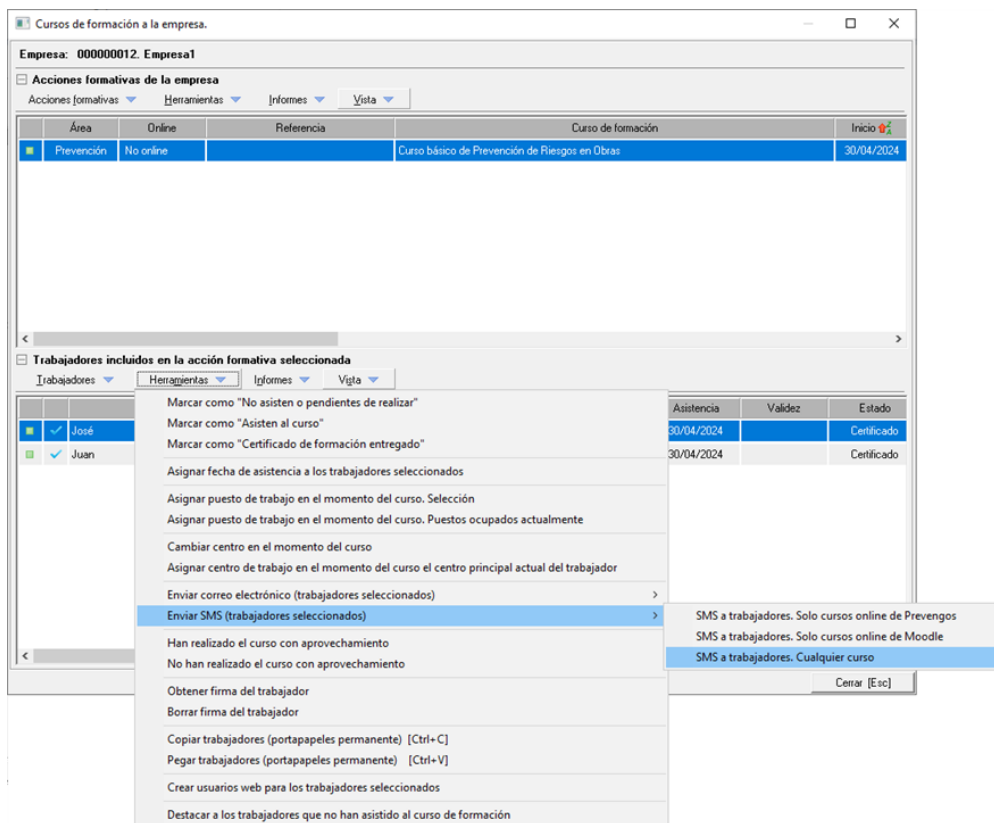 Cursos de formación a la empresa.
Empresa: 000000012. Empresa1
Acciones formativas de la empresa
Acciones formativas Herramientas Informes Vista
Área Online Referencia Curso de formación Inicio
Prevención No online Curso básico de Prevención de Riesgos en Obras 30/04/2024
Trabajadores incluidos en la acción formativa seleccionada
Trabajadores Herramientas Informes Vista
Asistencia Validez Estado
José 30/04/2024 Certificado
Juan 30/04/2024 Certificado
Marcar como "No asisten o pendientes de realizar"
Marcar como "Asisten al curso"
Marcar como "Certificado de formación entregado"
Asignar fecha de asistencia a los trabajadores seleccionados
Asignar puesto de trabajo en el momento del curso. Selección
Asignar puesto de trabajo en el momento del curso. Puestos ocupados actualmente
Cambiar centro en el momento del curso
Asignar centro de trabajo en el momento del curso el centro principal actual del trabajador
Enviar correo electrónico (trabajadores seleccionados)
Enviar SMS (trabajadores seleccionados)
SMS a trabajadores. Solo cursos online de Prevengos
SMS a trabajadores. Solo cursos online de Moodle
SMS a trabajadores. Cualquier curso
Han realizado el curso con aprovechamiento
No han realizado el curso con aprovechamiento
Cerrar [Esc]
Obtener firma del trabajador
Borrar firma del trabajador
Copiar trabajadores (portapapeles permanente) [Ctrl+C]
Pegar trabajadores (portapapeles permanente) [Ctrl+V]
Crear usuarios web para los trabajadores seleccionados
Destacar a los trabajadores que no han asistido al curso de formación